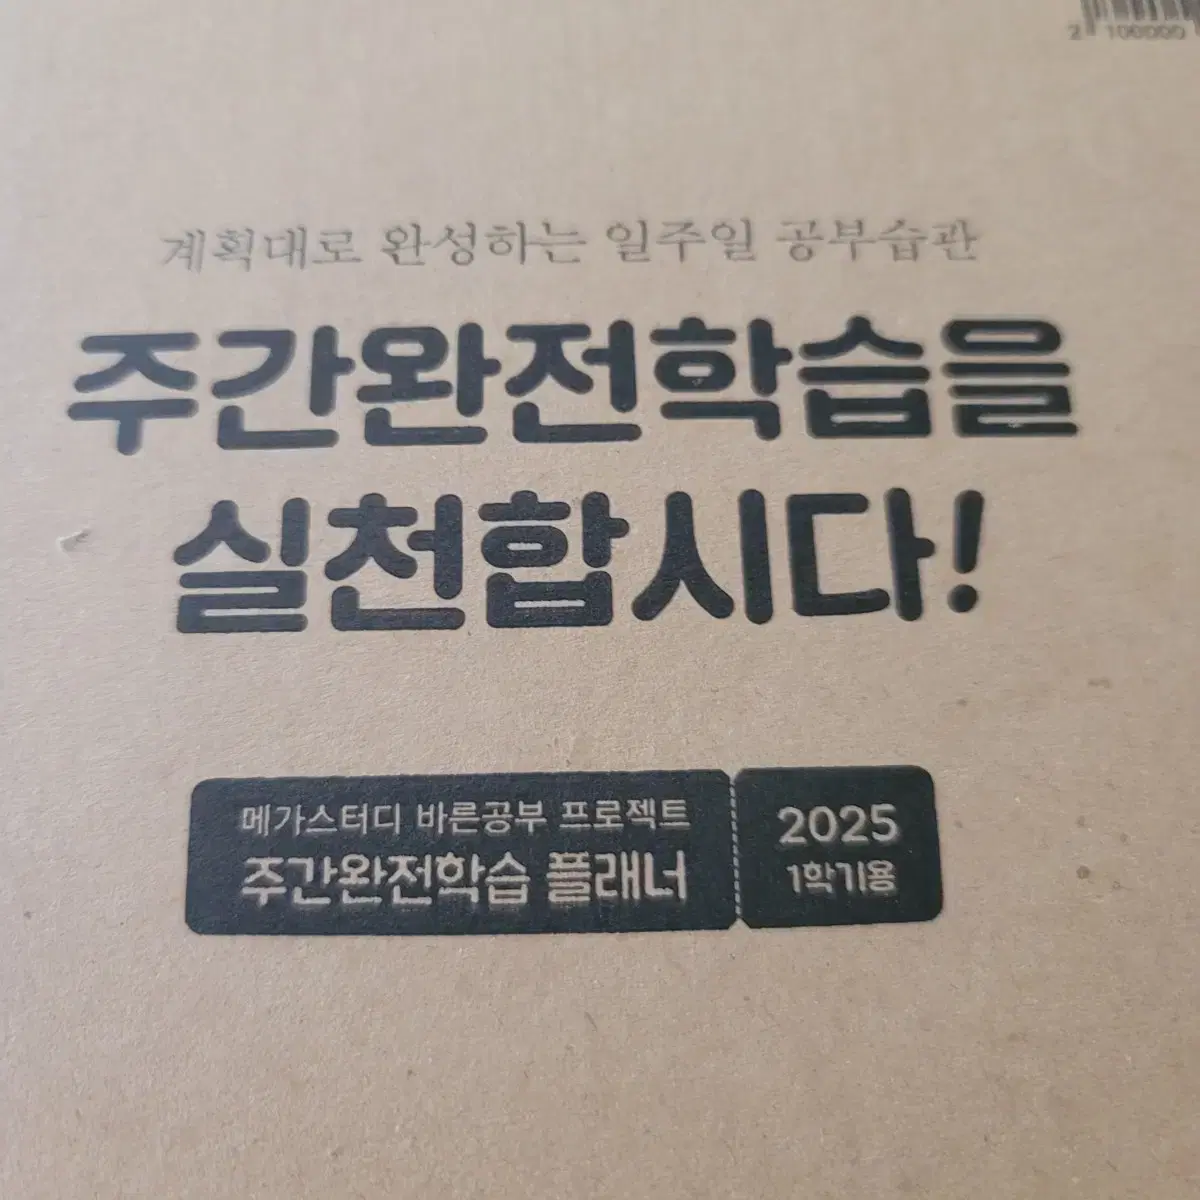 2 100000
계획대로 완성하는 일주일 공부습관
주간완전학습을
실천합시다!
메가스터디 바른공부 프로젝트
주간완전학습 플래너
2025
1학기용